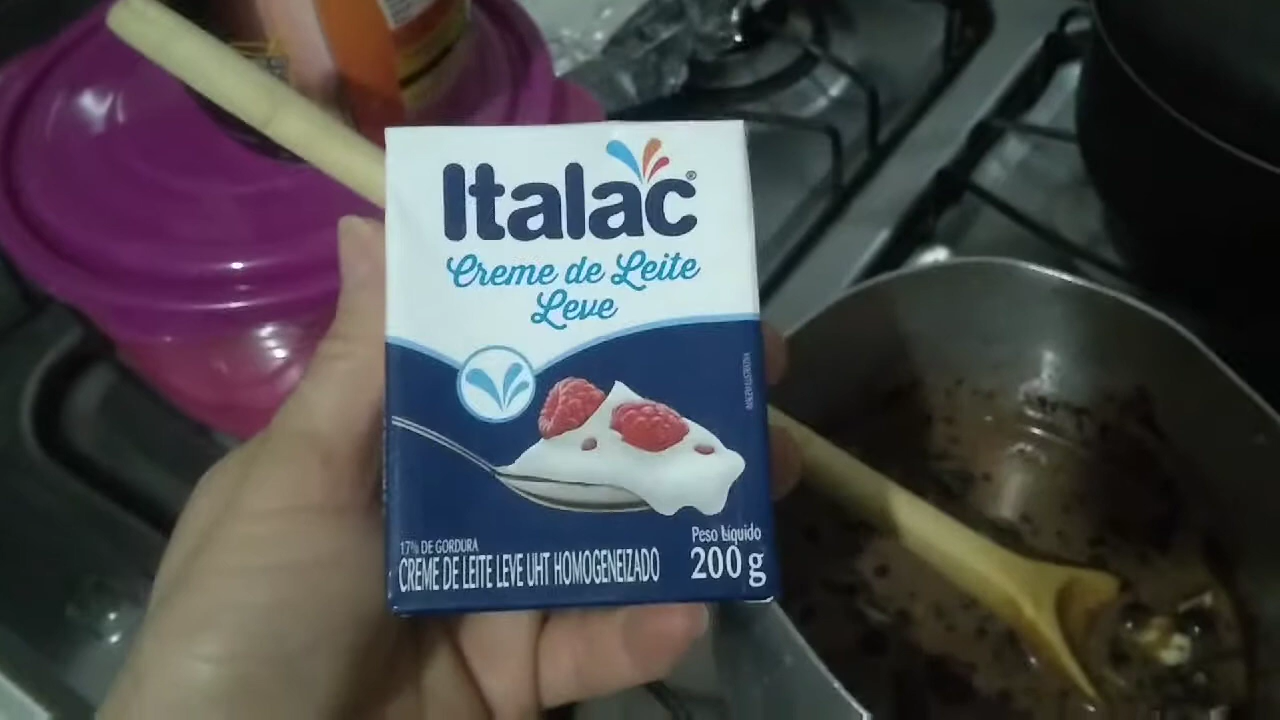 Italac®
Creme de Leite
Leve
17% DE GORDURA
CREME DE LEITE LEVE UHT HOMOGENEIZADO
Peso Líquido
200 g